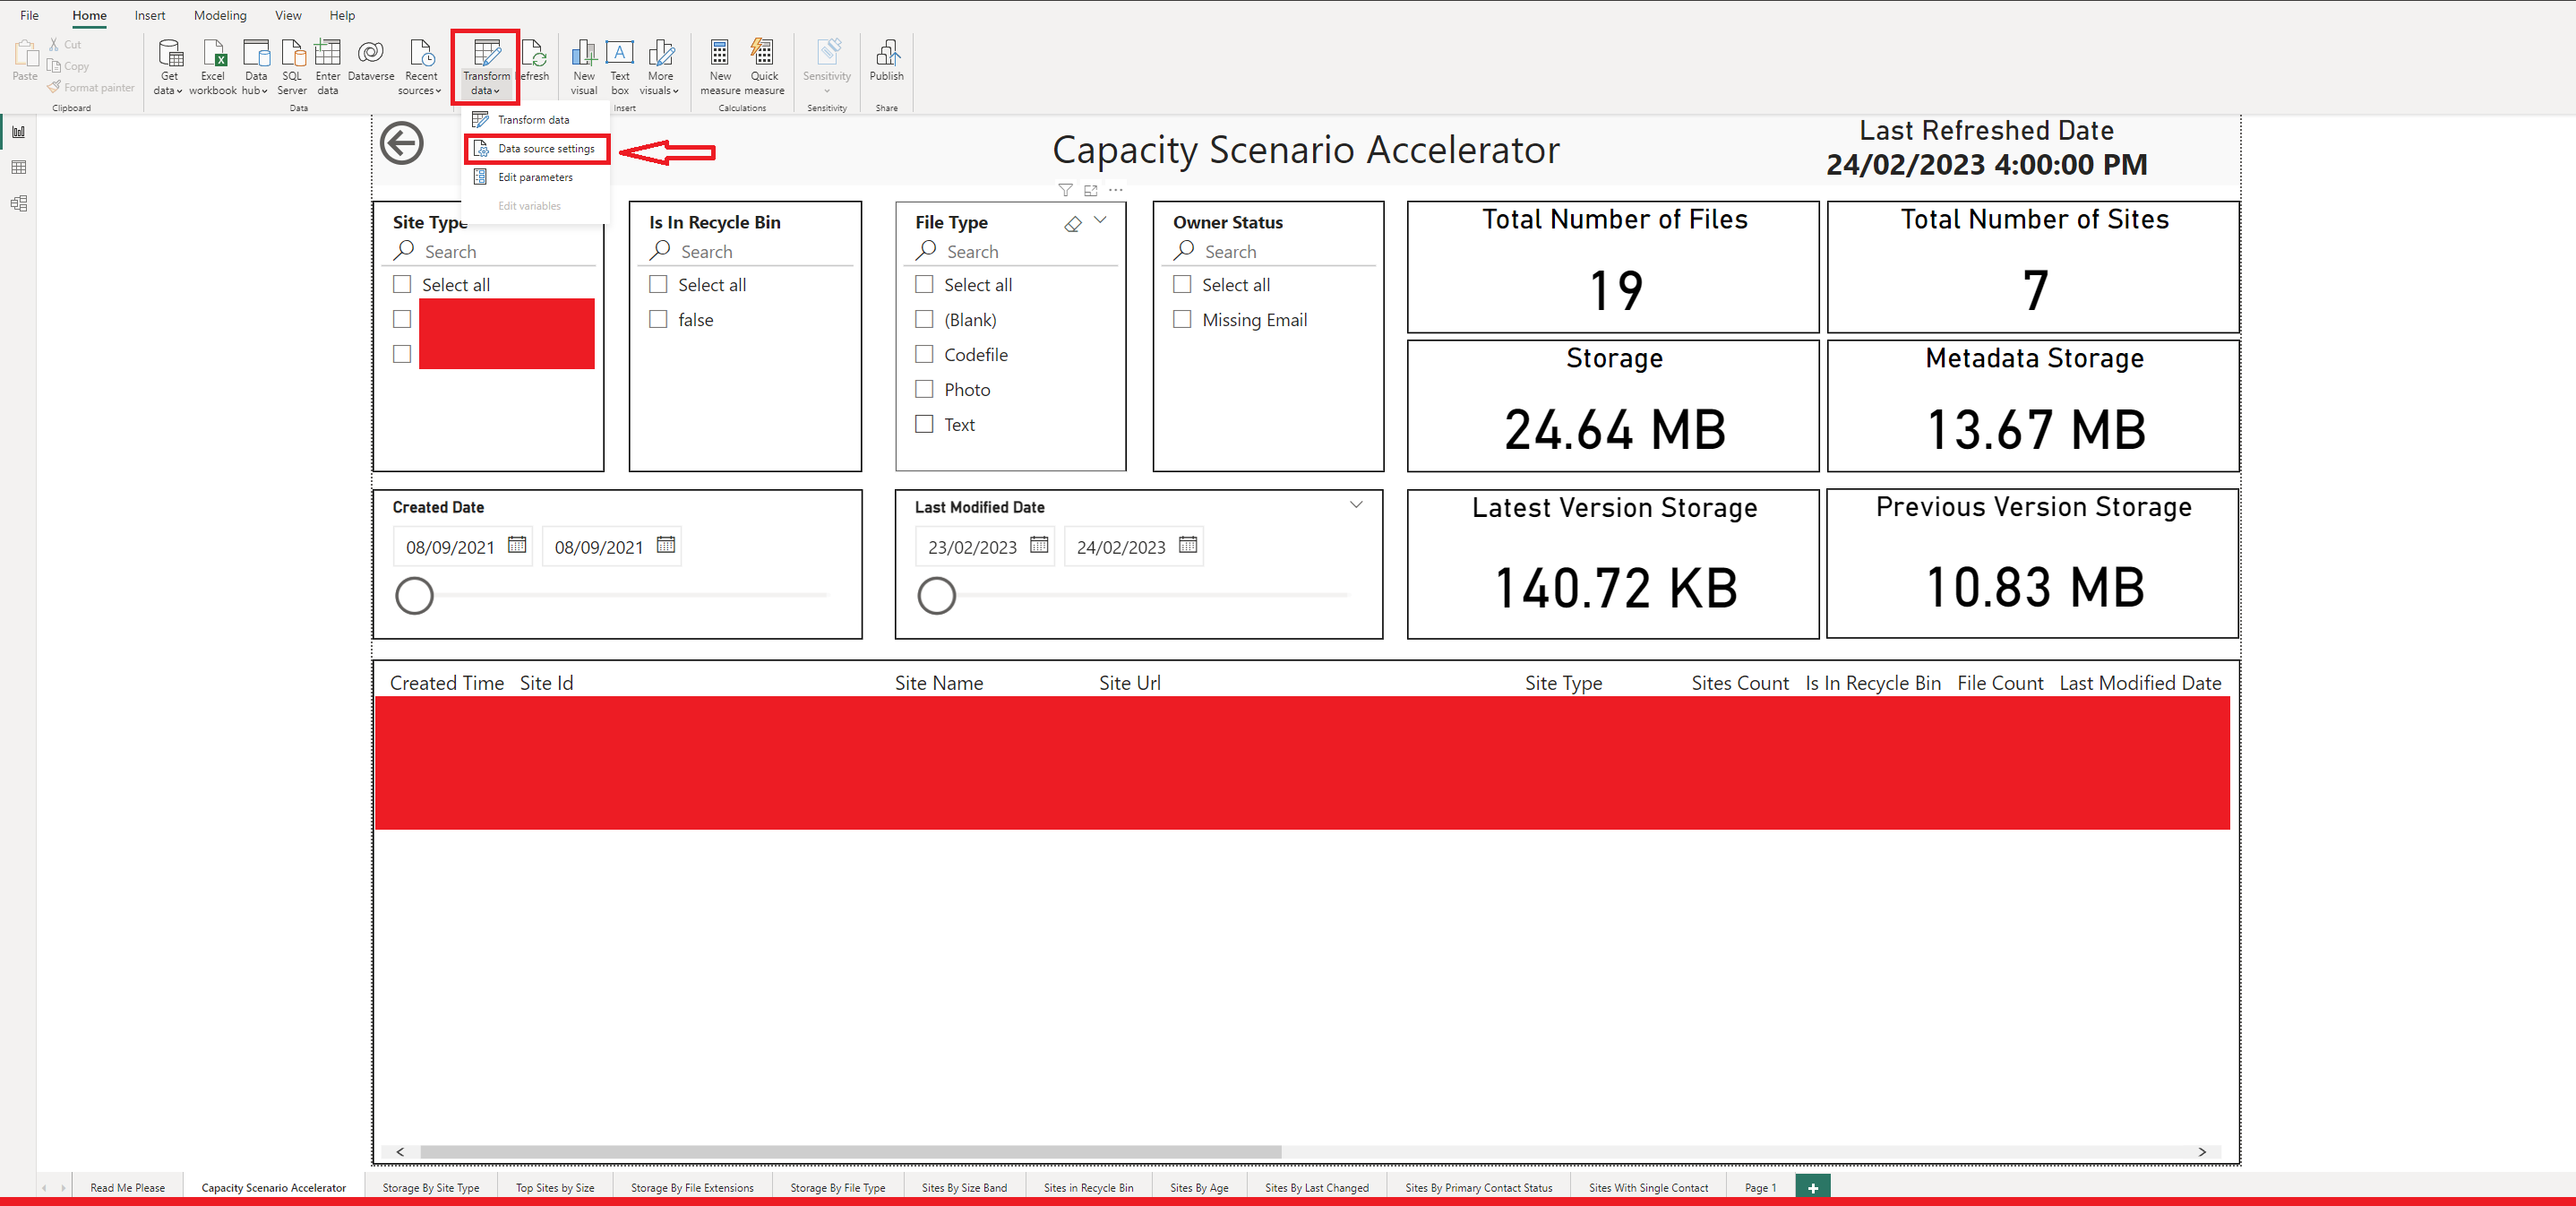 File Home Insert Modeling View Help
Paste
Cut
Copy
Format painter
Clipboard
Get data
Excel workbook
Data hub
SQL Server
Enter data
Dataverse
Recent sources
Data
Transform data
efresh
New visual
Text box
More visuals
Insert
New measure
Quick measure
Calculations
Sensitivity
Sensitivity
Publish
Share
Transform data
Data source settings
Edit parameters
Edit variables
Capacity Scenario Accelerator
Last Refreshed Date
24/02/2023 4:00:00 PM
Site Type
Search
Select all
Is In Recycle Bin
Search
Select all
false
File Type
Search
Select all
(Blank)
Codefile
Photo
Text
Owner Status
Search
Select all
Missing Email
Total Number of Files
19
Total Number of Sites
7
Storage
24.64 MB
Metadata Storage
13.67 MB
Created Date
08/09/2021 08/09/2021
Last Modified Date
23/02/2023 24/02/2023
Latest Version Storage
140.72 KB
Previous Version Storage
10.83 MB
Created Time Site Id Site Name Site Url Site Type Sites Count Is In Recycle Bin File Count Last Modified Date
Read Me Please Capacity Scenario Accelerator Storage By Site Type Top Sites by Size Storage By File Extensions Storage By File Type Sites By Size Band Sites in Recycle Bin Sites By Age Sites By Last Changed Sites By Primary Contact Status Sites With Single Contact Page 1